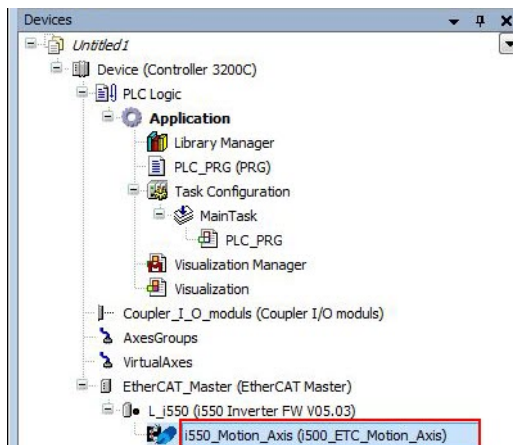 Devices
Untitled1
Device (Controller 3200C)
PLC Logic
Application
Library Manager
PLC_PRG (PRG)
Task Configuration
MainTask
PLC_PRG
Visualization Manager
Visualization
Coupler_I_O_moduls (Coupler I/O moduls)
AxesGroups
VirtualAxes
EtherCAT_Master (EtherCAT Master)
L_i550 (i550 Inverter FW V05.03)
i550_Motion_Axis (i500_ETC_Motion_Axis)